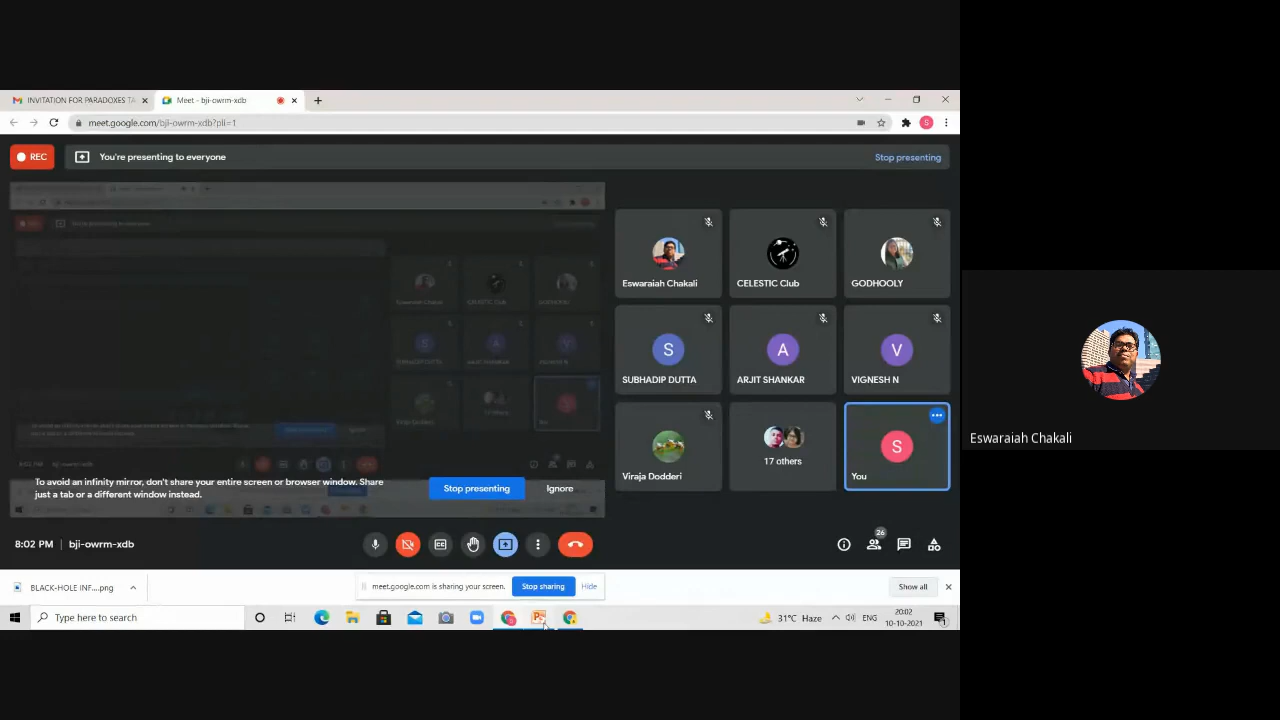 INVITATION FOR PARADOXES TA
Meet - bji-owrm-xdb
meet.google.com/bji-owrm-xdb?pli=1
S
REC
You're presenting to everyone
Stop presenting
Eswaraiah Chakali
CELESTIC Club
GODHOOLY
S
A
V
SUBHADIP DUTTA
ARJIT SHANKAR
VIGNESH N
Viraja Dodderi
17 others
S
You
To avoid an infinity mirror, don't share your entire screen or browser window. Share
just a tab or a different window instead.
Stop presenting
Ignore
8:02 PM | bji-owrm-xdb
26
BLACK-HOLE INF....png
meet.google.com is sharing your screen.
Stop sharing
Hide
Show all
Type here to search
31°C Haze
ENG
20:02
10-10-2021
1
Eswaraiah Chakali